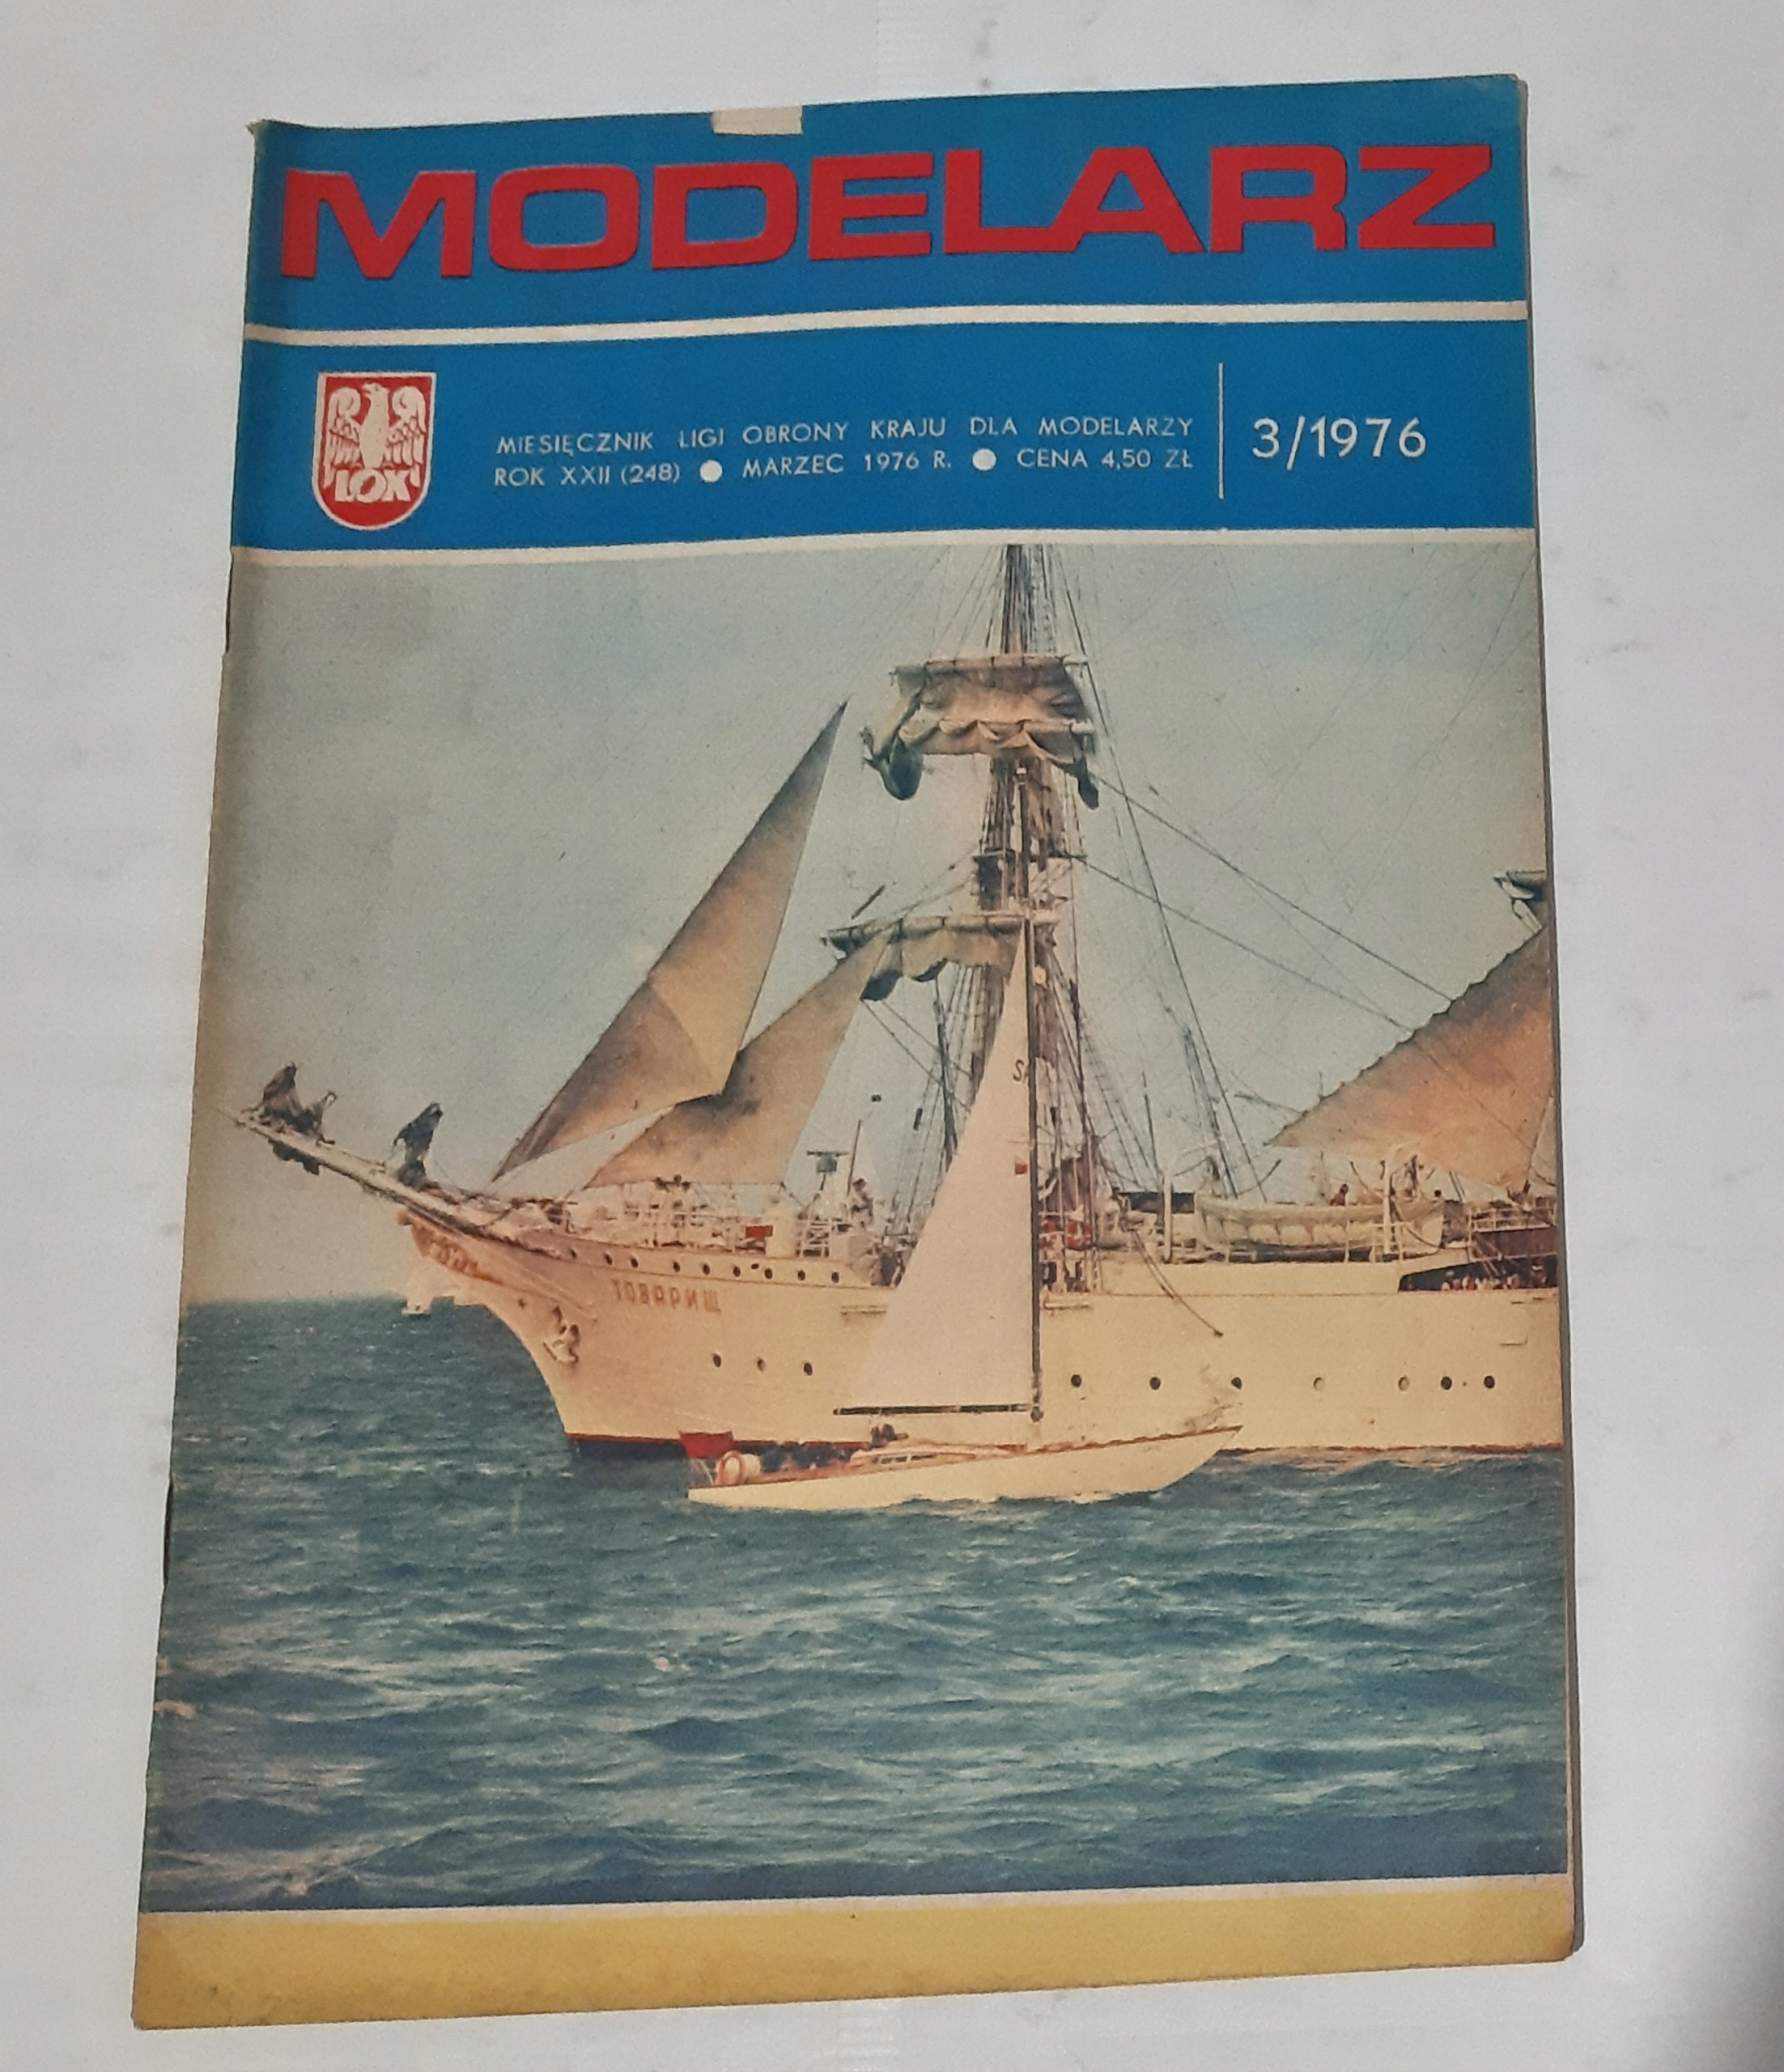 MODELARZ
LOK
MIESIĘCZNIK LIGI OBRONY KRAJU DLA MODELARZY
ROK XXII (248) ● MARZEC 1976 R. ● CENA 4,50 ZŁ
3/1976
ТОВАРИЩ